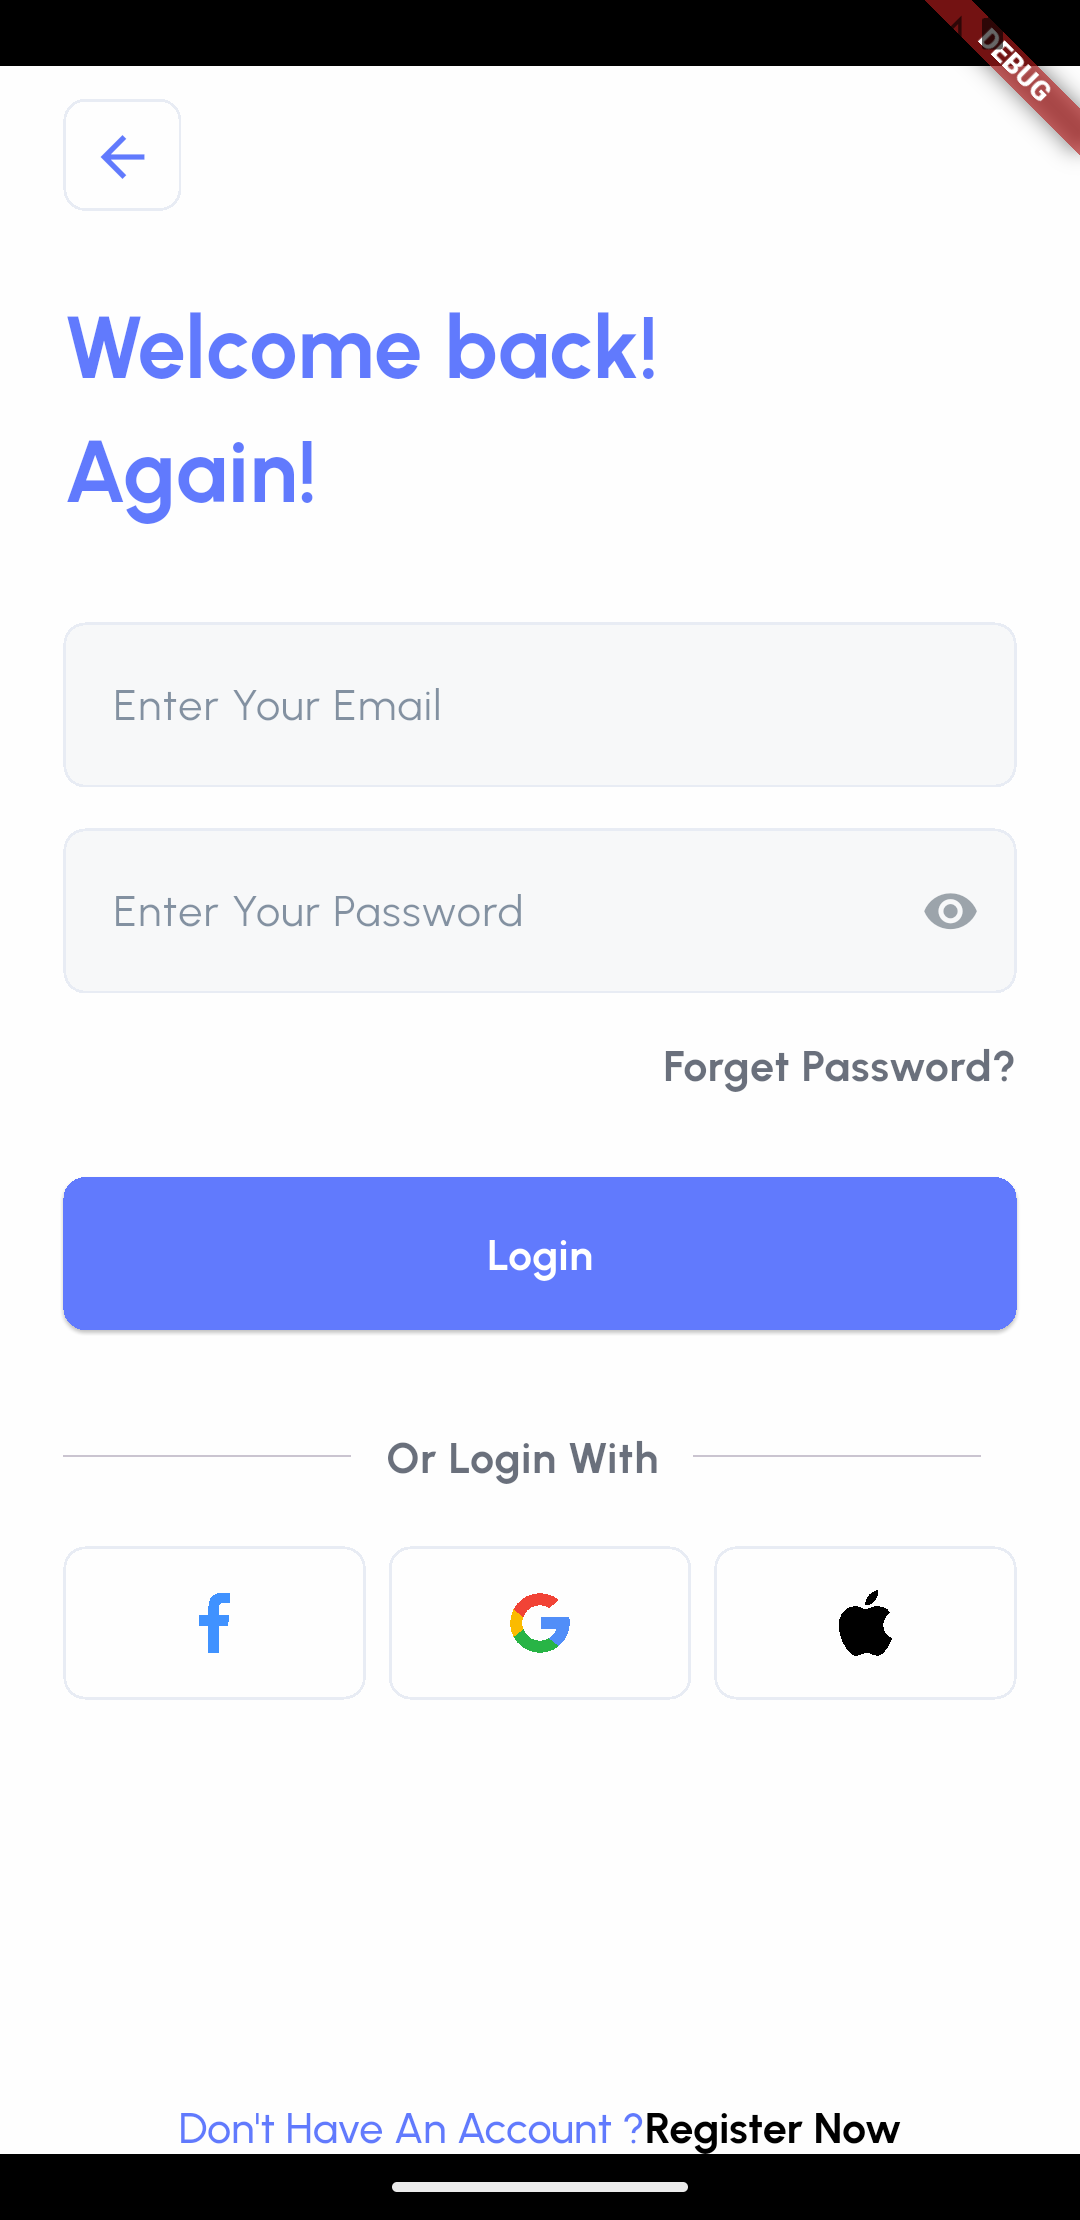 DEBUG
Welcome back!
Again!
Enter Your Email
Enter Your Password
Forget Password?
Login
Or Login With
Don't Have An Account ?Register Now